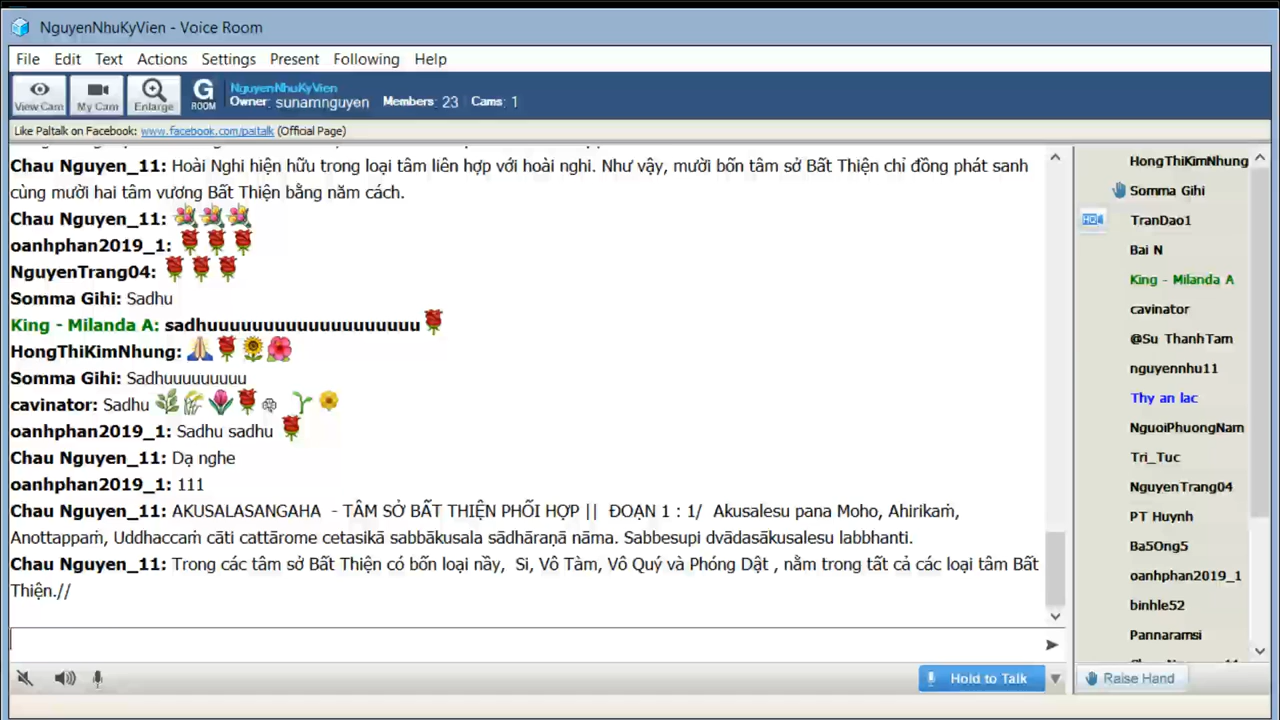 NguyenNhuKyVien - Voice Room
File Edit Text Actions Settings Present Following Help
View Cam My Cam Enlarge G ROOM
NguyenNhuKyVien
Owner: sunamnguyen Members: 23 Cams: 1
Like Paltalk on Facebook: www.facebook.com/paltalk (Official Page)
Chau Nguyen_11: Hoài Nghi hiện hữu trong loại tâm liên hợp với hoài nghi. Như vậy, mười bốn tâm sở Bất Thiện chỉ đồng phát sanh
cùng mười hai tâm vương Bất Thiện bằng năm cách.
Chau Nguyen_11:
oanhphan2019_1:
NguyenTrang04:
Somma Gihi: Sadhu
King - Milanda A: sadhuuuuuuuuuuuuuuuuuuu
HongThiKimNhung:
Somma Gihi: Sadhuuuuuuuuu
cavinator: Sadhu
oanhphan2019_1: Sadhu sadhu
Chau Nguyen_11: Dạ nghe
oanhphan2019_1: 111
Chau Nguyen_11: AKUSALASANGAHA - TÂM SỞ BẤT THIỆN PHỐI HỢP || ĐOẠN 1 : 1/ Akusalesu pana Moho, Ahirikaṁ,
Anottappaṁ, Uddhaccaṁ cāti cattārome cetasikā sabbākusala sādhāraṇā nāma. Sabbesupi dvādasākusalesu labbhanti.
Chau Nguyen_11: Trong các tâm sở Bất Thiện có bốn loại nầy, Si, Vô Tàm, Vô Quý và Phóng Dật , nằm trong tất cả các loại tâm Bất
Thiện.//
HongThiKimNhung
Somma Gihi
TranDao1
Bai N
King - Milanda A
cavinator
@Su ThanhTam
nguyennhu11
Thy an lac
NguoiPhuongNam
Tri_Tuc
NguyenTrang04
PT Huynh
Ba5Ong5
oanhphan2019_1
binhle52
Pannaramsi
Hold to Talk
Raise Hand